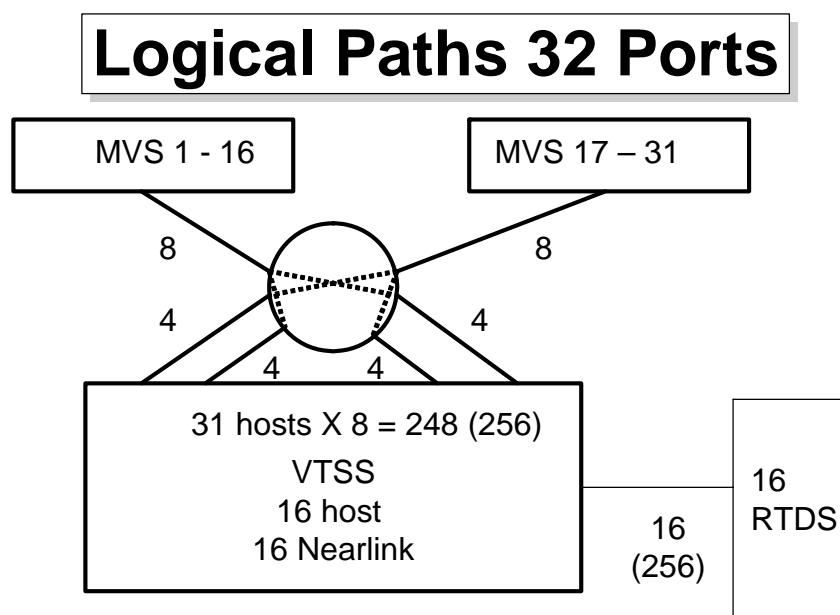 Logical Paths 32 Ports
MVS 1 - 16
MVS 17 – 31
8
8
4
4
4
4
31 hosts X 8 = 248 (256)
VTSS
16 host
16 Nearlink
16
(256)
16
RTDS